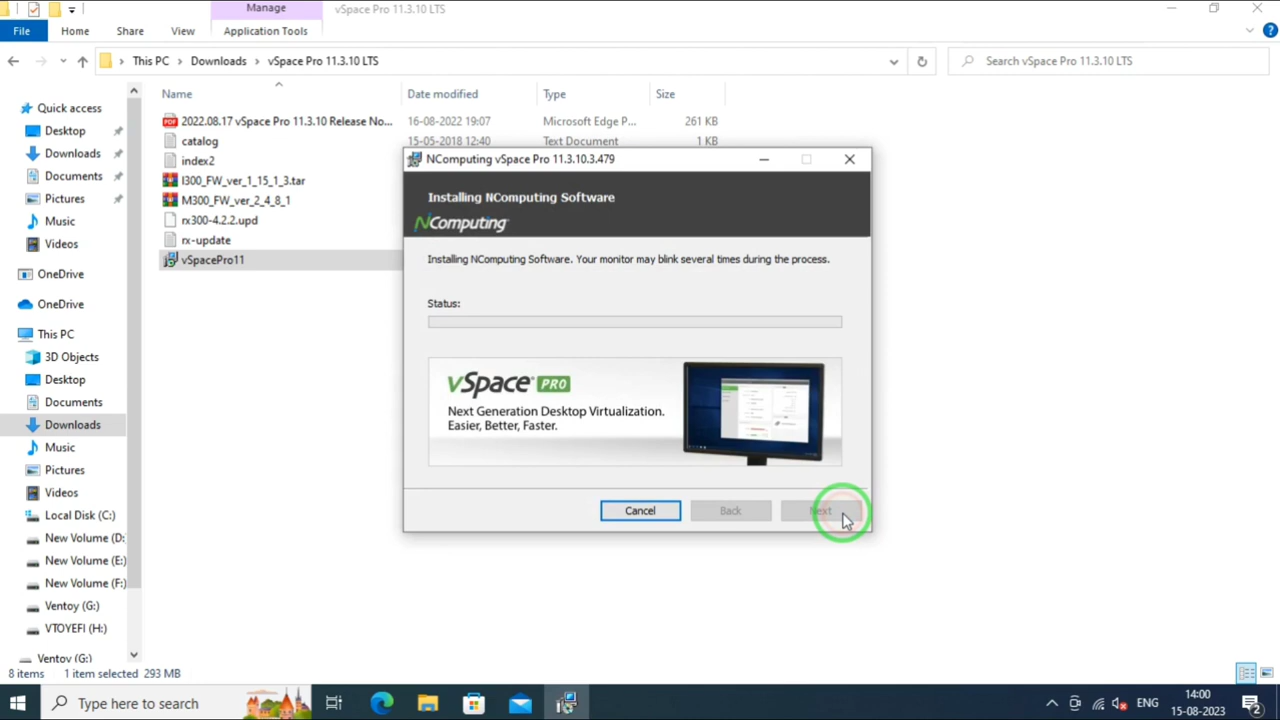 Manage
vSpace Pro 11.3.10 LTS
File
Home
Share
View
Application Tools
This PC
Downloads
vSpace Pro 11.3.10 LTS
Search vSpace Pro 11.3.10 LTS
Name
Date modified
Type
Size
Quick access
Desktop
Downloads
Documents
Pictures
Music
Videos
OneDrive
OneDrive
This PC
3D Objects
Desktop
Documents
Downloads
Music
Pictures
Videos
Local Disk (C:)
New Volume (D:
New Volume (E:)
New Volume (F:)
Ventoy (G:)
VTOYEFI (H:)
Ventoy (G:)
2022.08.17 vSpace Pro 11.3.10 Release No...
16-08-2022 19:07
Microsoft Edge P...
261 KB
catalog
15-05-2018 12:40
Text Document
1 KB
index2
I300_FW_ver_1_15_1_3.tar
M300_FW_ver_2_4_8_1
rx300-4.2.2.upd
rx-update
vSpacePro11
NComputing vSpace Pro 11.3.10.3.479
Installing NComputing Software
NComputing
Installing NComputing Software. Your monitor may blink several times during the process.
Status:
vSpace PRO
Next Generation Desktop Virtualization.
Easier, Better, Faster.
Cancel
Back
Next
8 items
1 item selected 293 MB
Type here to search
ENG
14:00
15-08-2023
2